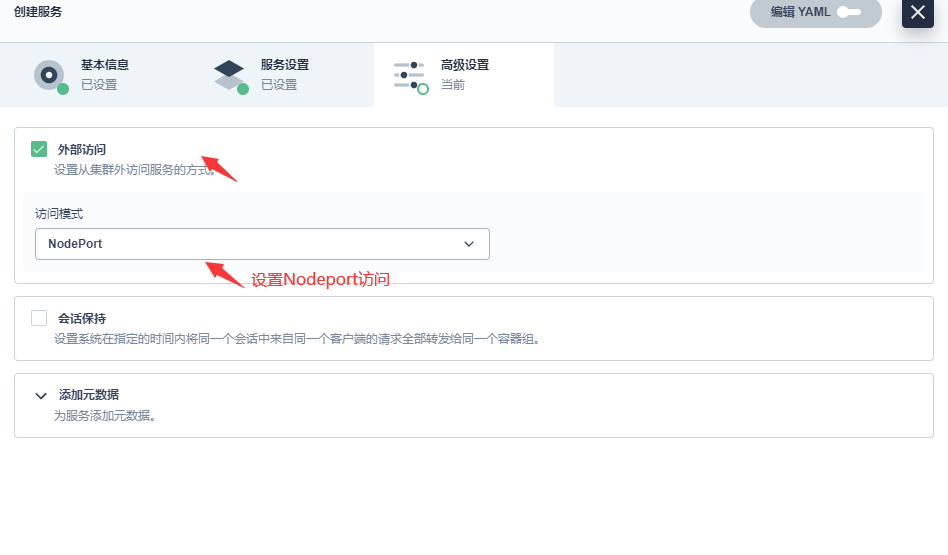 创建服务
编辑 YAML
基本信息
已设置
服务设置
已设置
高级设置
当前
外部访问
设置从集群外访问服务的方式。
访问模式
NodePort
设置Nodeport访问
会话保持
设置系统在指定的时间内将同一个会话中来自同一个客户端的请求全部转发给同一个容器组。
添加元数据
为服务添加元数据。